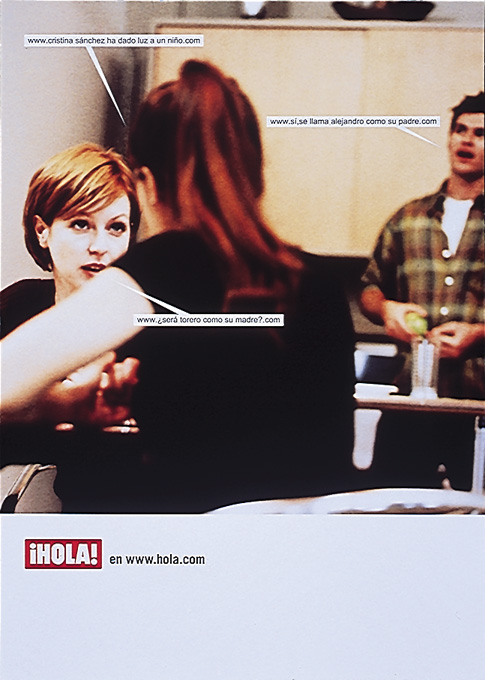 www.cristina sánchez ha dado luz a un niño.com
www.sí,se llama alejandro como su padre.com
www.¿será torero como su madre?.com
¡HOLA! en www.hola.com